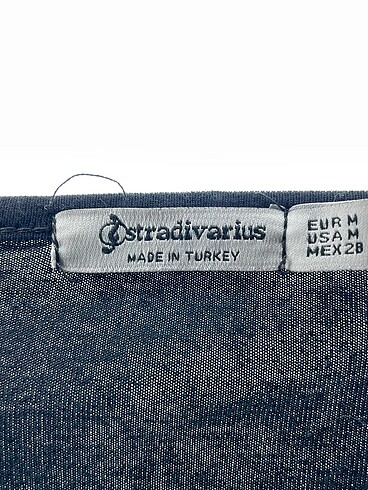 stradivarius
MADE IN TURKEY
EUR M
USA M
MEX 28